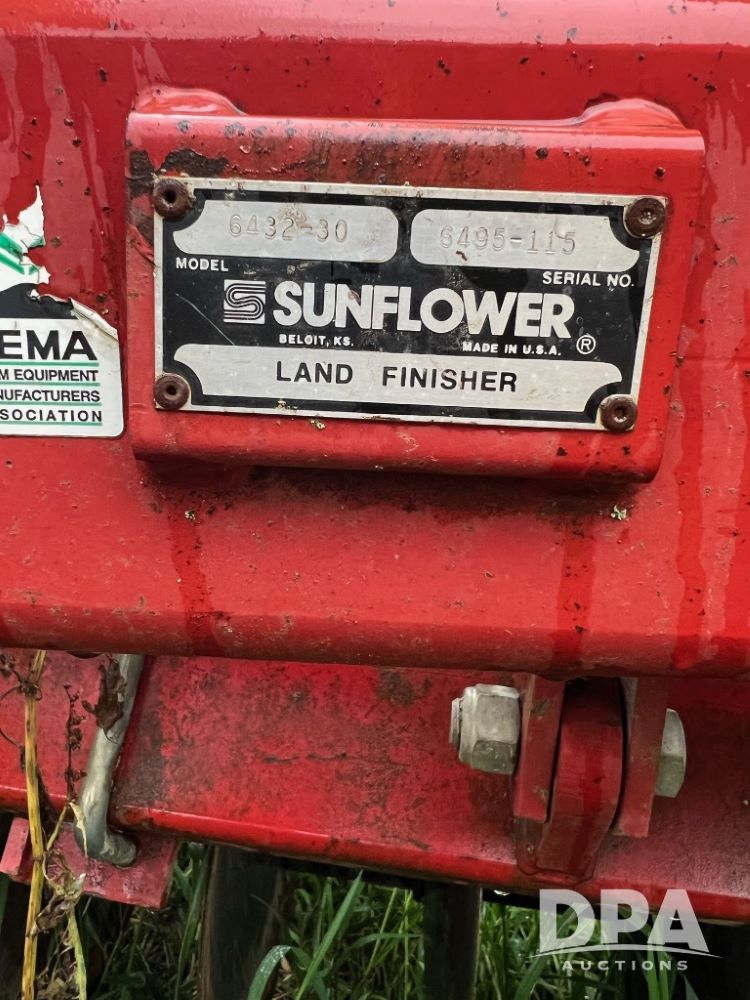 6432-30 6495-115
MODEL SERIAL NO.
SUNFLOWER
BELOIT, KS. MADE IN U.S.A. ®
LAND FINISHER
EMA
M EQUIPMENT
NUFACTURERS
SOCIATION
DPA
AUCTIONS